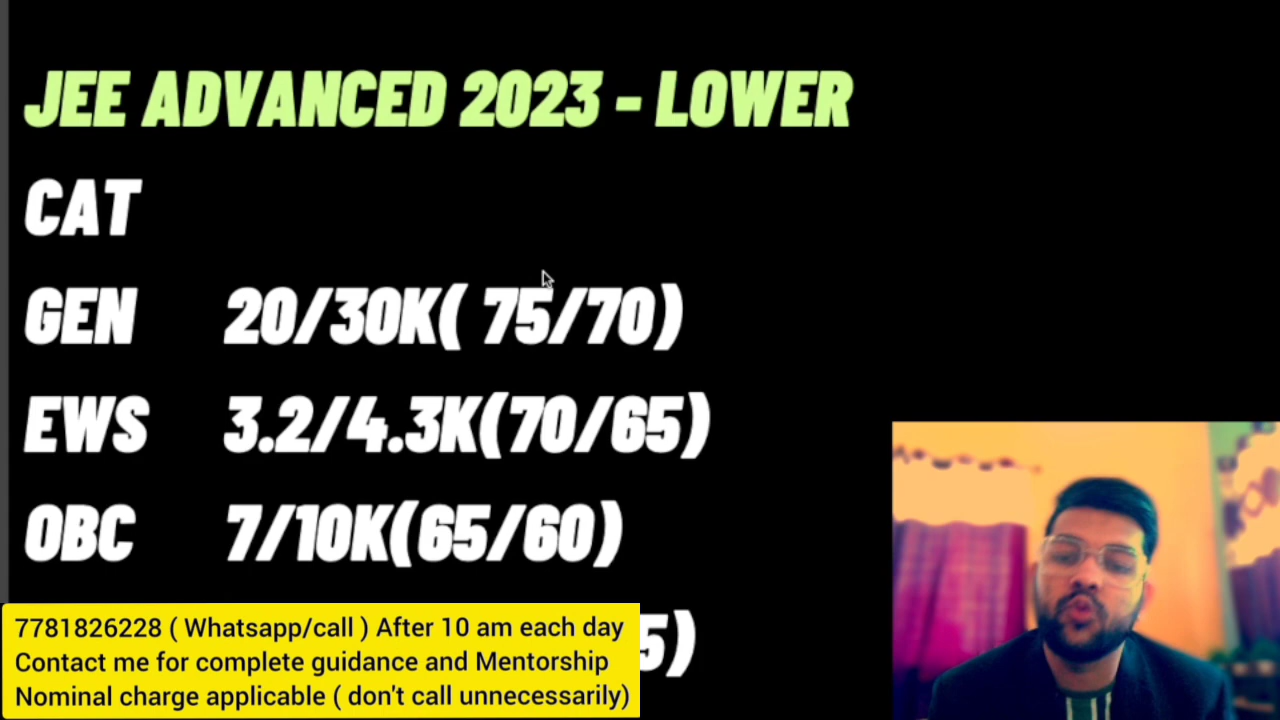 JEE ADVANCED 2023 - LOWER
CAT
GEN 20/30K( 75/70)
EWS 3.2/4.3K(70/65)
OBC 7/10K(65/60)
5)
7781826228 ( Whatsapp/call ) After 10 am each day
Contact me for complete guidance and Mentorship
Nominal charge applicable ( don't call unnecessarily)